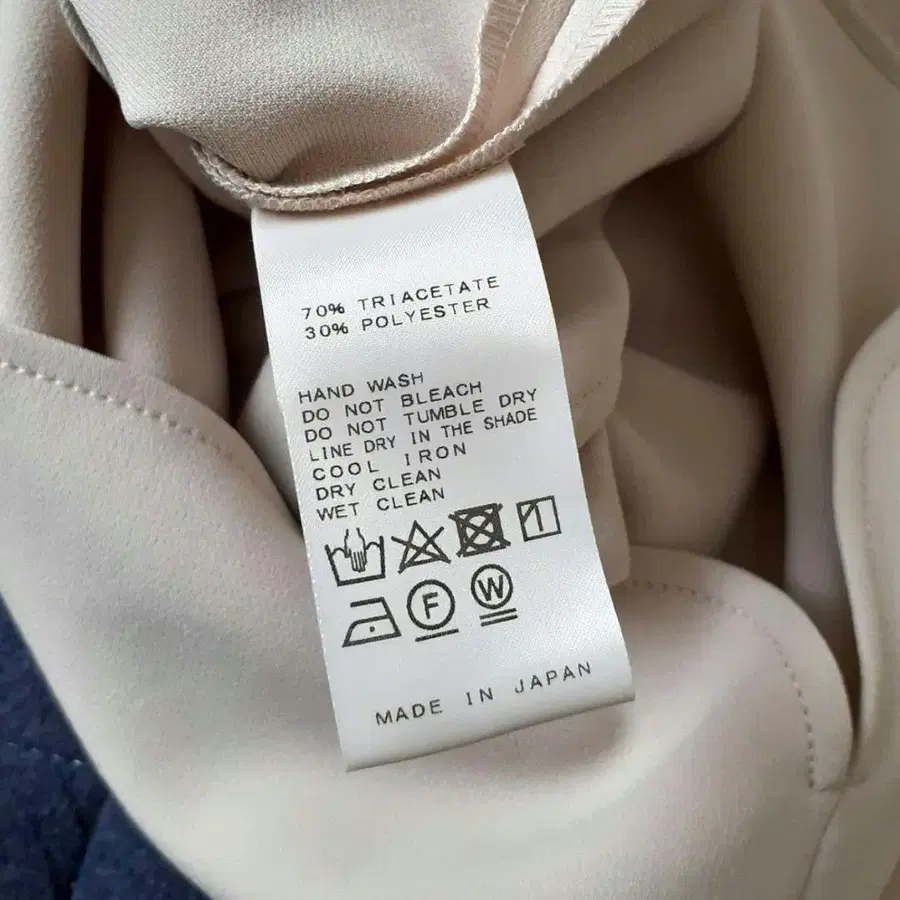 70% TRIACETATE
30% POLYESTER
HAND WASH
DO NOT BLEACH
DO NOT TUMBLE DRY
LINE DRY IN THE SHADE
COOL IRON
DRY CLEAN
WET CLEAN
F W
MADE IN JAPAN